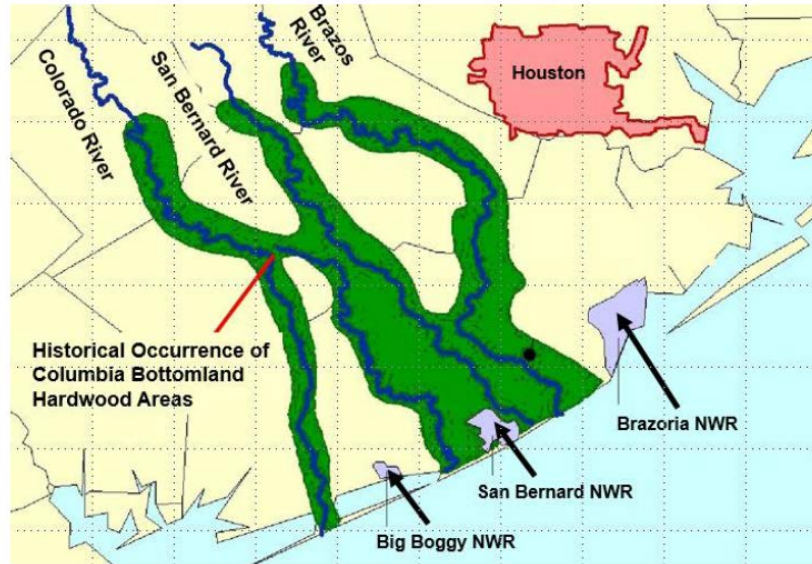 Brazos
River
San Bernard River
Colorado River
Houston
Historical Occurrence of
Columbia Bottomland
Hardwood Areas
Brazoria NWR
San Bernard NWR
Big Boggy NWR